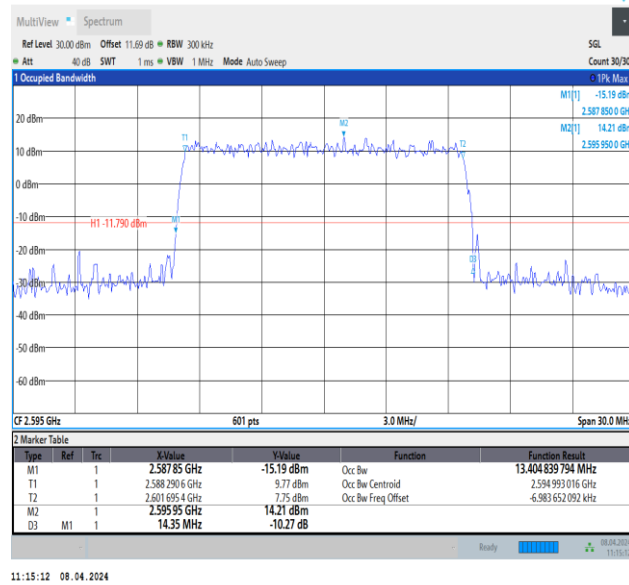 MultiView Spectrum
Ref Level 30.00 dBm Offset 11.69 dB RBW 300 kHz SGL
Att 40 dB SWT 1 ms VBW 1 MHz Mode Auto Sweep Count 30/30
1 Occupied Bandwidth 1Pk Max
M1[1] -15.19 dBm
2.587 850 0 GH
M2[1] 14.21 dBm
2.595 950 0 GH
20 dBm
M2
T1 T2
10 dBm
0 dBm
-10 dBm
M1
H1 -11.790 dBm
-20 dBm
D3
-30 dBm
-40 dBm
-50 dBm
-60 dBm
CF 2.595 GHz 601 pts 3.0 MHz/ Span 30.0 MH
2 Marker Table
Type Ref Trc X-Value Y-Value Function Function Result
M1 1 2.587 85 GHz -15.19 dBm Occ Bw 13.404 839 794 MHz
T1 1 2.588 290 6 GHz 9.77 dBm Occ Bw Centroid 2.594 993 016 GHz
T2 1 2.601 695 4 GHz 7.75 dBm Occ Bw Freq Offset -6.983 652 092 kHz
M2 1 2.595 95 GHz 14.21 dBm
D3 M1 1 14.35 MHz -10.27 dB
Ready 08.04.2024
11:15:12
11:15:12 08.04.2024